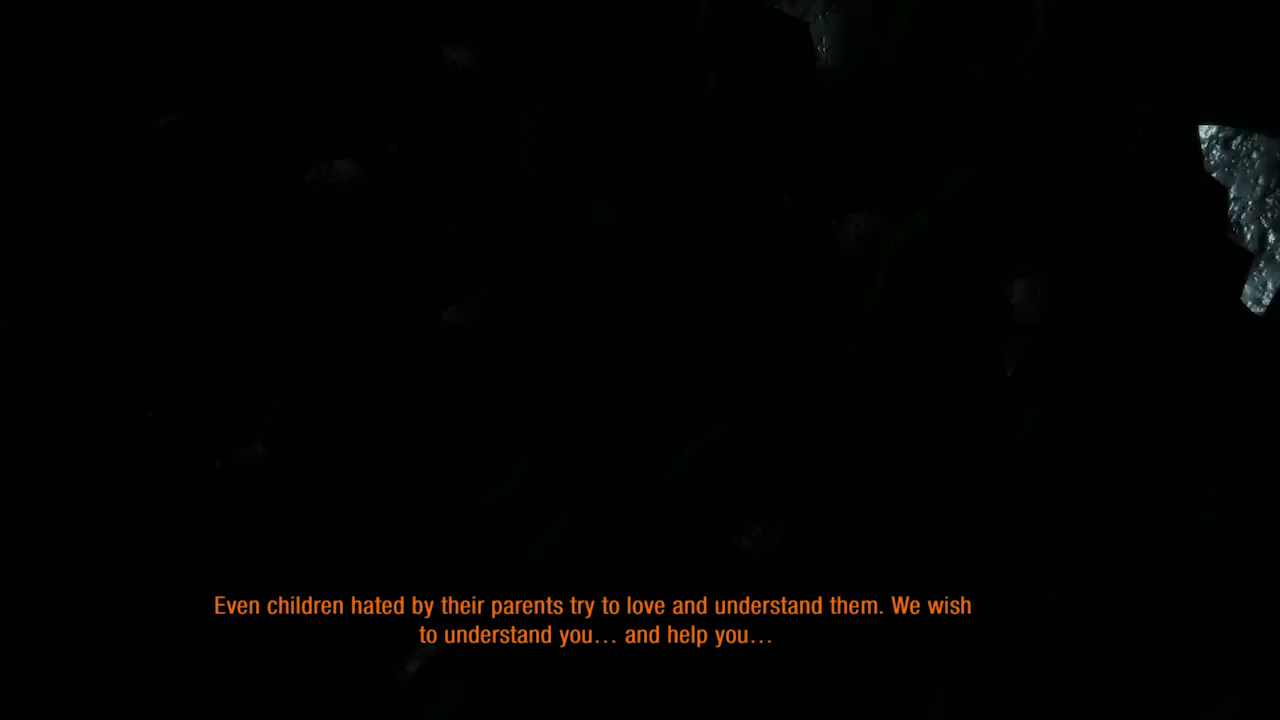 Even children hated by their parents try to love and understand them. We wish
to understand you… and help you…